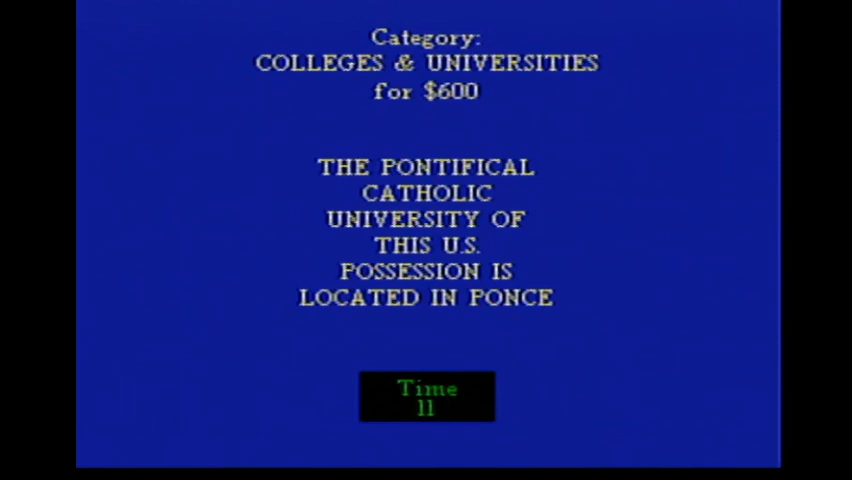 Category:
COLLEGES & UNIVERSITIES
for $600
THE PONTIFICAL
CATHOLIC
UNIVERSITY OF
THIS U.S.
POSSESSION IS
LOCATED IN PONCE
Time
11